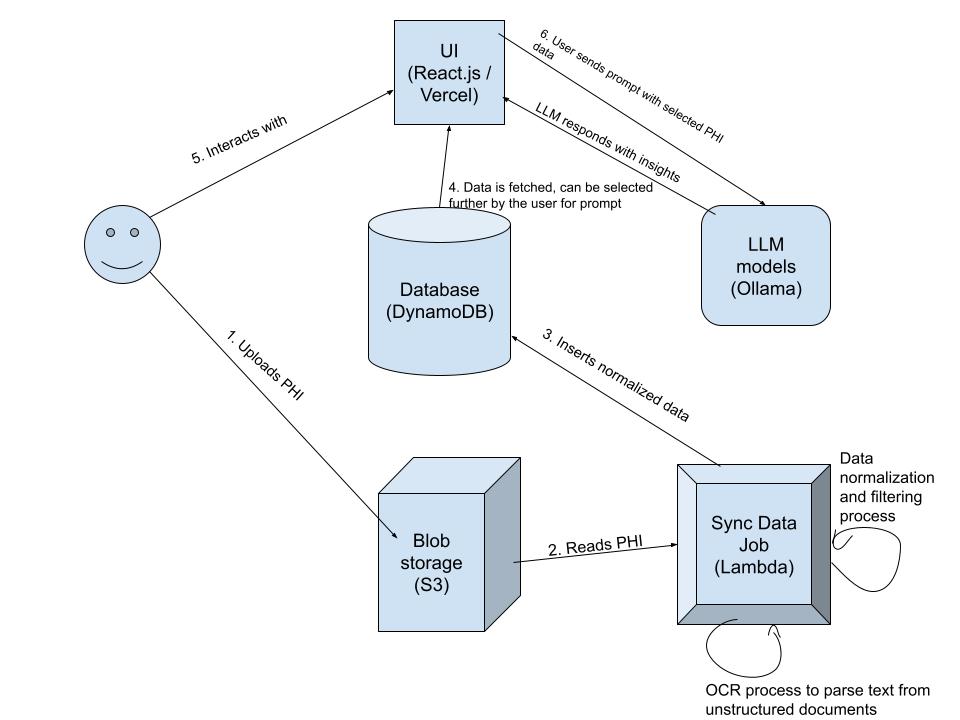 UI
(React.js /
Vercel)
6. User sends prompt with selected PHI
data
LLM responds with insights
5. Interacts with
4. Data is fetched, can be selected
further by the user for prompt
LLM
models
(Ollama)
Database
(DynamoDB)
1. Uploads PHI
3. Inserts normalized data
Data
normalization
and filtering
process
Blob
storage
(S3)
2. Reads PHI
Sync Data
Job
(Lambda)
OCR process to parse text from
unstructured documents